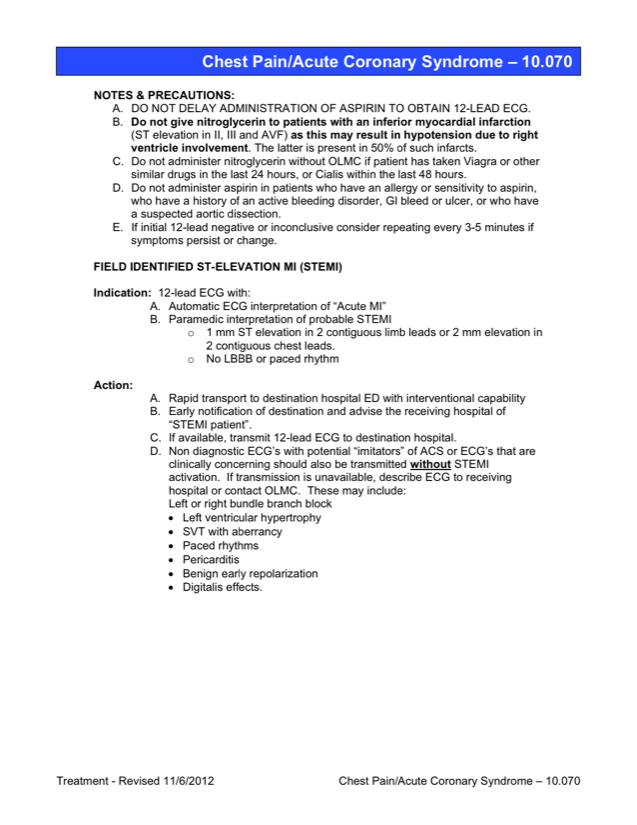 Chest Pain/Acute Coronary Syndrome – 10.070
NOTES & PRECAUTIONS:
A. DO NOT DELAY ADMINISTRATION OF ASPIRIN TO OBTAIN 12-LEAD ECG.
B. Do not give nitroglycerin to patients with an inferior myocardial infarction
(ST elevation in II, III and AVF) as this may result in hypotension due to right
ventricle involvement. The latter is present in 50% of such infarcts.
C. Do not administer nitroglycerin without OLMC if patient has taken Viagra or other
similar drugs in the last 24 hours, or Cialis within the last 48 hours.
D. Do not administer aspirin in patients who have an allergy or sensitivity to aspirin,
who have a history of an active bleeding disorder, GI bleed or ulcer, or who have
a suspected aortic dissection.
E. If initial 12-lead negative or inconclusive consider repeating every 3-5 minutes if
symptoms persist or change.
FIELD IDENTIFIED ST-ELEVATION MI (STEMI)
Indication: 12-lead ECG with:
A. Automatic ECG interpretation of “Acute MI”
B. Paramedic interpretation of probable STEMI
o 1 mm ST elevation in 2 contiguous limb leads or 2 mm elevation in
2 contiguous chest leads.
o No LBBB or paced rhythm
Action:
A. Rapid transport to destination hospital ED with interventional capability
B. Early notification of destination and advise the receiving hospital of
“STEMI patient”.
C. If available, transmit 12-lead ECG to destination hospital.
D. Non diagnostic ECG’s with potential “imitators” of ACS or ECG’s that are
clinically concerning should also be transmitted without STEMI
activation. If transmission is unavailable, describe ECG to receiving
hospital or contact OLMC. These may include:
Left or right bundle branch block
• Left ventricular hypertrophy
• SVT with aberrancy
• Paced rhythms
• Pericarditis
• Benign early repolarization
• Digitalis effects.
Treatment - Revised 11/6/2012 Chest Pain/Acute Coronary Syndrome – 10.070